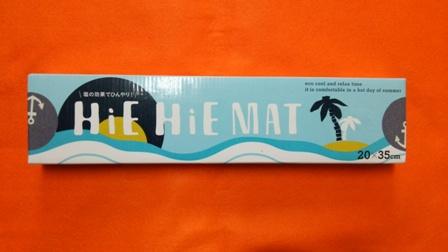 塩の効果でひんやり!
HiE HiE MAT
eco cool and relax time
it is comfortable in a hot day of summer
20×35cm